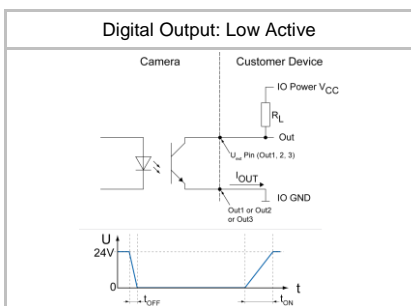 Digital Output: Low Active
Camera
Customer Device
IO Power VCC
RL
Out
Uout Pin (Out1, 2, 3)
IOUT
IO GND
Out1 or Out2
or Out3
U
24V
0
t
tOFF
tON